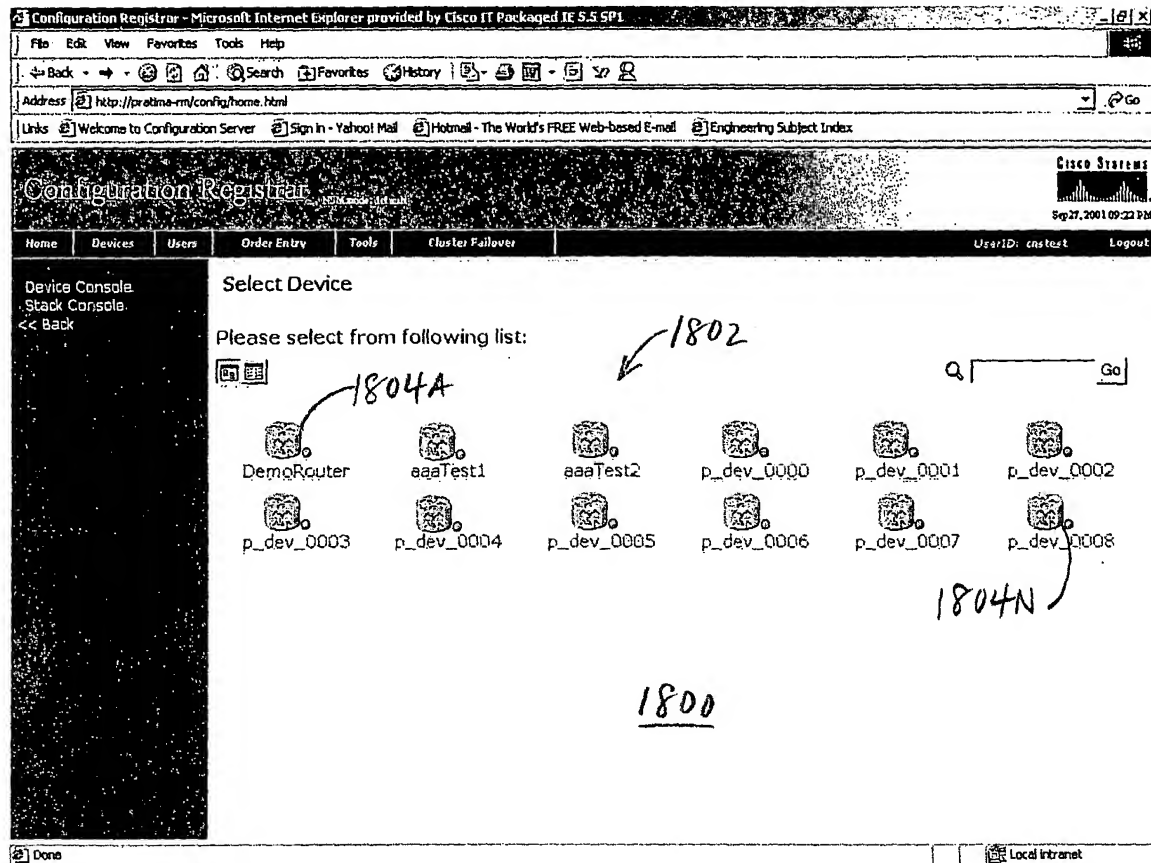 Configuration Registrar - Microsoft Internet Explorer provided by Cisco IT Packaged IE 5.5 SP1
File Edit View Favorites Tools Help
Back Search Favorites History
Address http://pratima-rm/config/home.html Go
Links Welcome to Configuration Server Sign in - Yahoo! Mail Hotmail - The World's FREE Web-based E-mail Engineering Subject Index
Configuration Registrar
CISCO SYSTEMS
Sep 27, 2001 09:22 PM
Home Devices Users Order Entry Tools Cluster Failover UserID: cnstest Logout
Device Console
Stack Console
<< Back
Select Device
Please select from following list:
1802
1804A
Go
DemoRouter aaaTest1 aaaTest2 p_dev_0000 p_dev_0001 p_dev_0002
p_dev_0003 p_dev_0004 p_dev_0005 p_dev_0006 p_dev_0007 p_dev_0008
1804N
1800
Done Local intranet